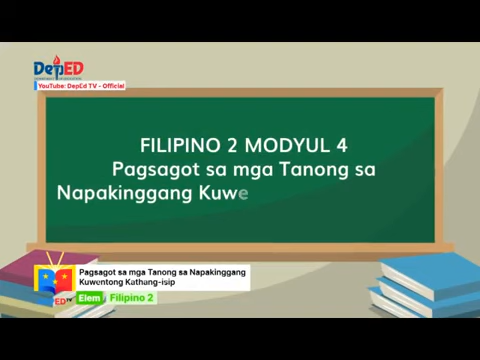 DepED
YouTube: DepEd TV - Official
FILIPINO 2 MODYUL 4
Pagsagot sa mga Tanong sa
Napakinggang Kuwe
Pagsagot sa mga Tanong sa Napakinggang
Kuwentong Kathang-isip
Elem Filipino 2